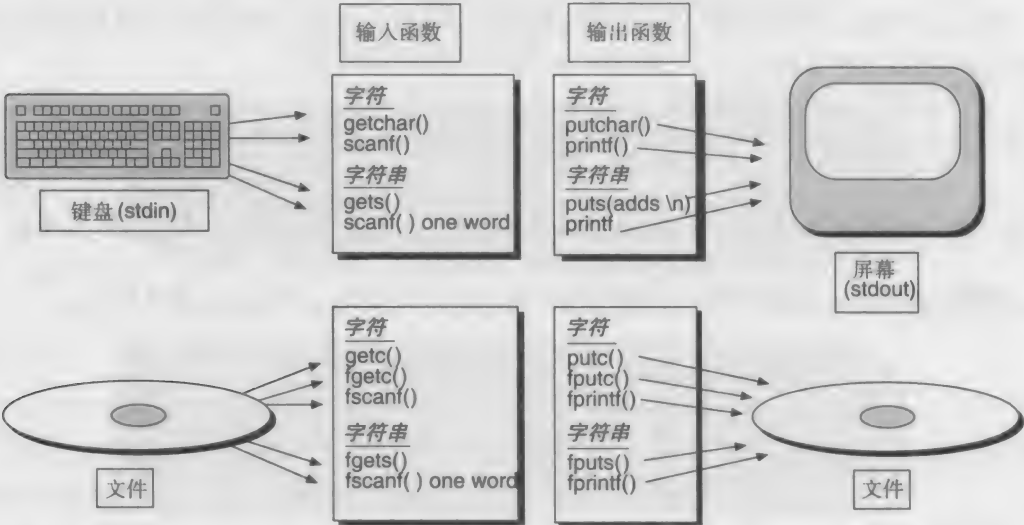 输入函数
输出函数
字符
getchar()
scanf()
字符串
gets()
scanf( ) one word
字符
putchar()
printf()
字符串
puts(adds \n)
printf
键盘 (stdin)
屏幕
(stdout)
字符
getc()
fgetc()
fscanf()
字符串
fgets()
fscanf( ) one word
字符
putc()
fputc()
fprintf()
字符串
fputs()
fprintf()
文件
文件